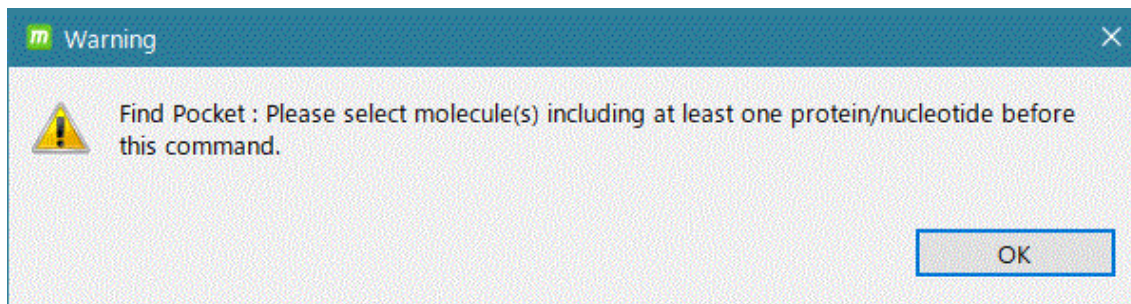 m Warning
Find Pocket : Please select molecule(s) including at least one protein/nucleotide before
this command.
OK